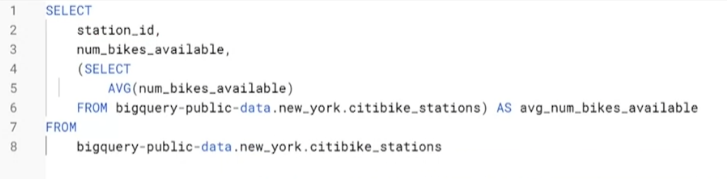 1 SELECT
2 station_id,
3 num_bikes_available,
4 (SELECT
5 AVG(num_bikes_available)
6 FROM bigquery-public-data.new_york.citibike_stations) AS avg_num_bikes_available
7 FROM
8 bigquery-public-data.new_york.citibike_stations